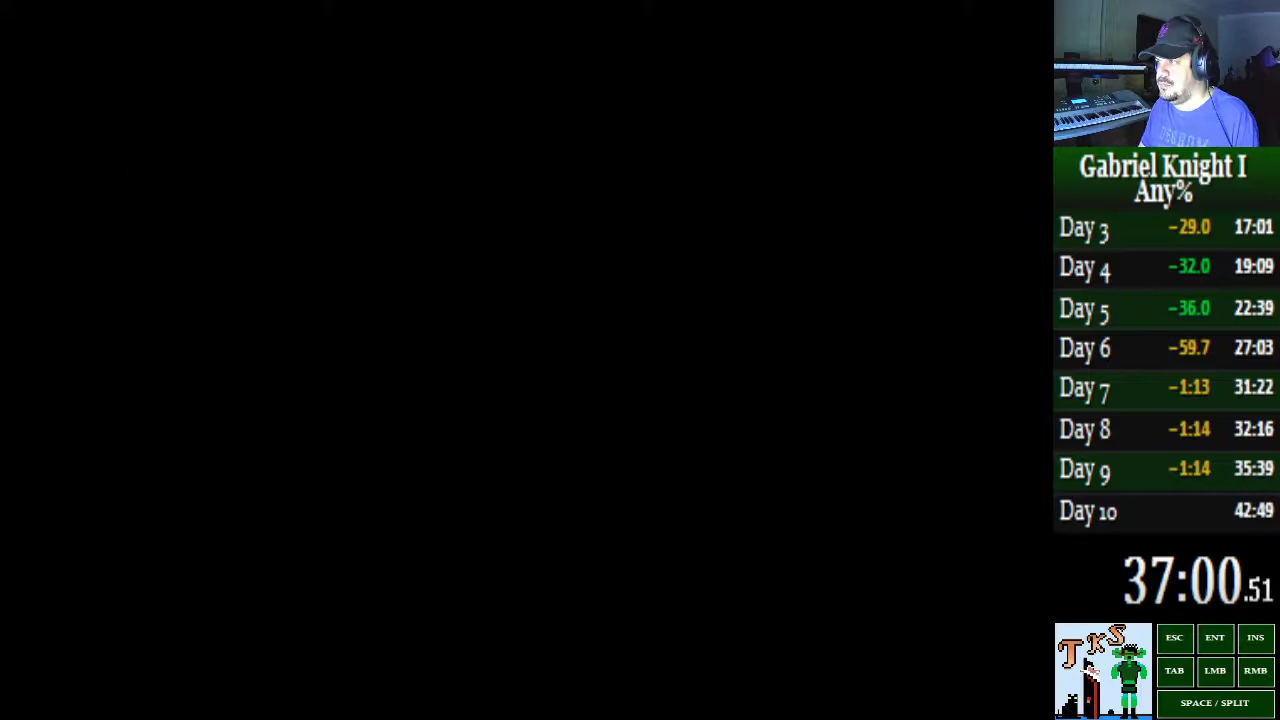 Gabriel Knight I
Any%
Day 3 -29.0 17:01
Day 4 -32.0 19:09
Day 5 -36.0 22:39
Day 6 -59.7 27:03
Day 7 -1:13 31:22
Day 8 -1:14 32:16
Day 9 -1:14 35:39
Day 10 42:49
37:00.51
TKS
ESC ENT INS
TAB LMB RMB
SPACE / SPLIT